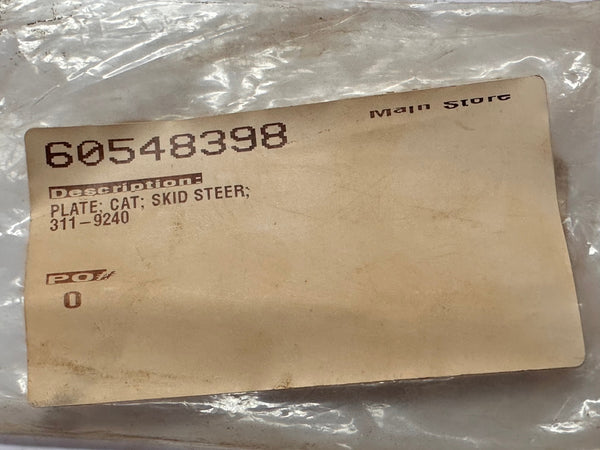 Main Store
60548398
Description:
PLATE; CAT; SKID STEER;
311-9240
PO#
0